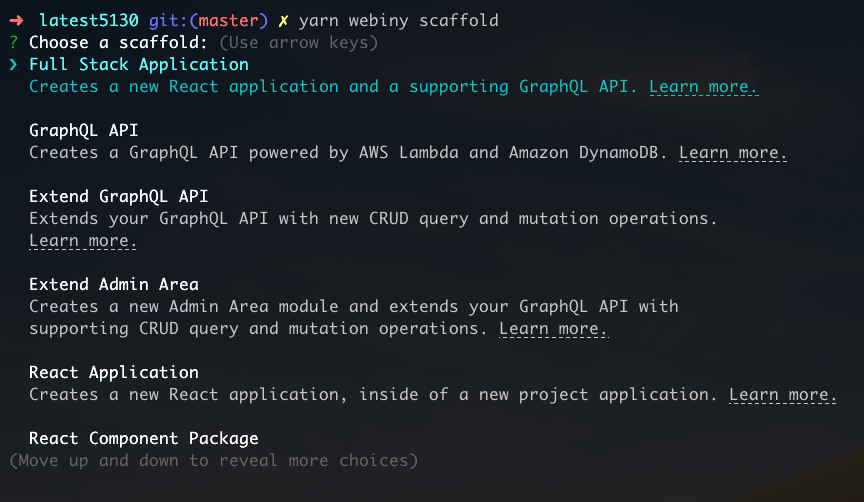 ➜ latest5130 git:(master) ✗ yarn webiny scaffold
? Choose a scaffold: (Use arrow keys)
❯ Full Stack Application
Creates a new React application and a supporting GraphQL API. Learn more.
GraphQL API
Creates a GraphQL API powered by AWS Lambda and Amazon DynamoDB. Learn more.
Extend GraphQL API
Extends your GraphQL API with new CRUD query and mutation operations.
Learn more.
Extend Admin Area
Creates a new Admin Area module and extends your GraphQL API with
supporting CRUD query and mutation operations. Learn more.
React Application
Creates a new React application, inside of a new project application. Learn more.
React Component Package
(Move up and down to reveal more choices)